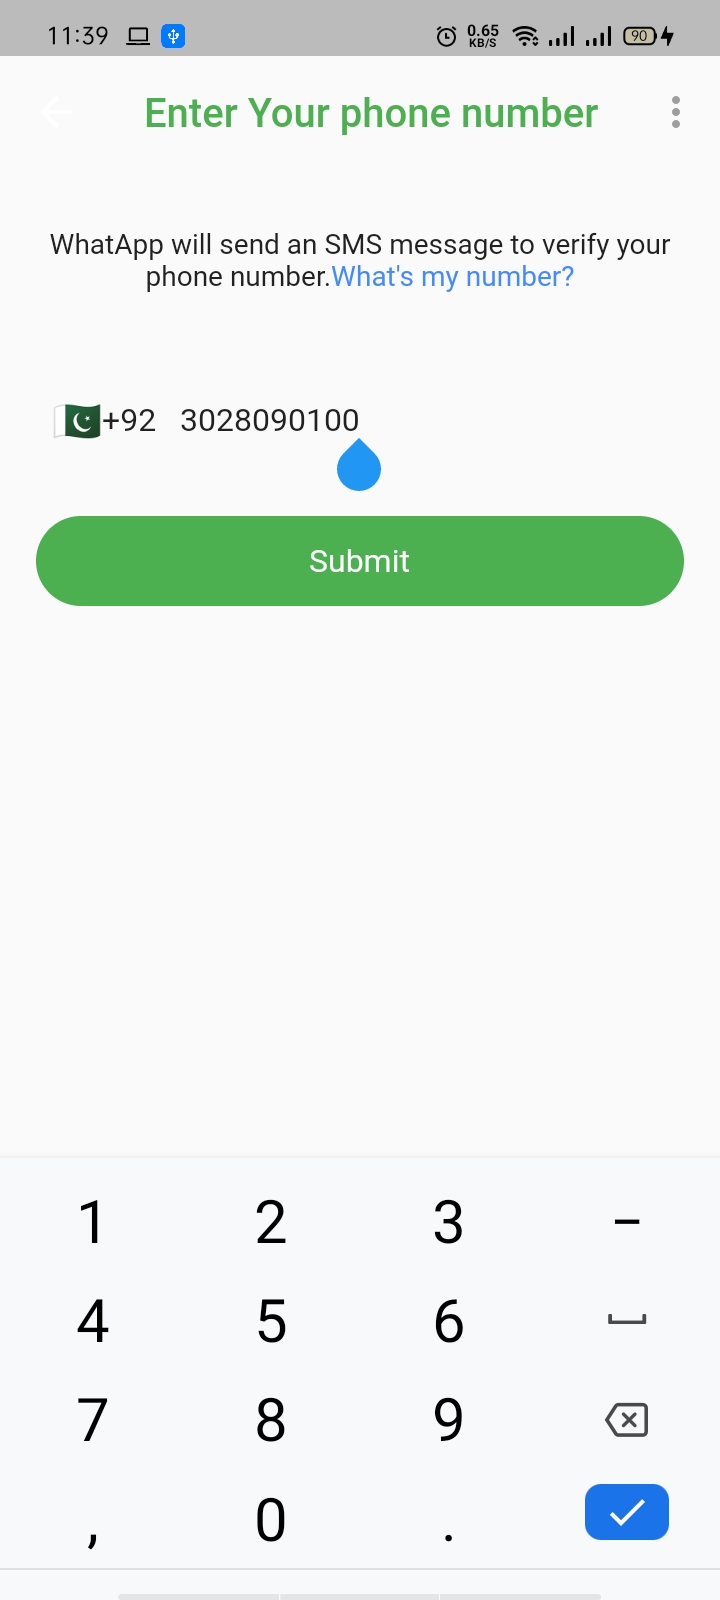 11:39 0.65 KB/S 90
Enter Your phone number
WhatApp will send an SMS message to verify your
phone number.What's my number?
+92 3028090100
Submit
1 2 3 –
4 5 6
7 8 9
, 0 .